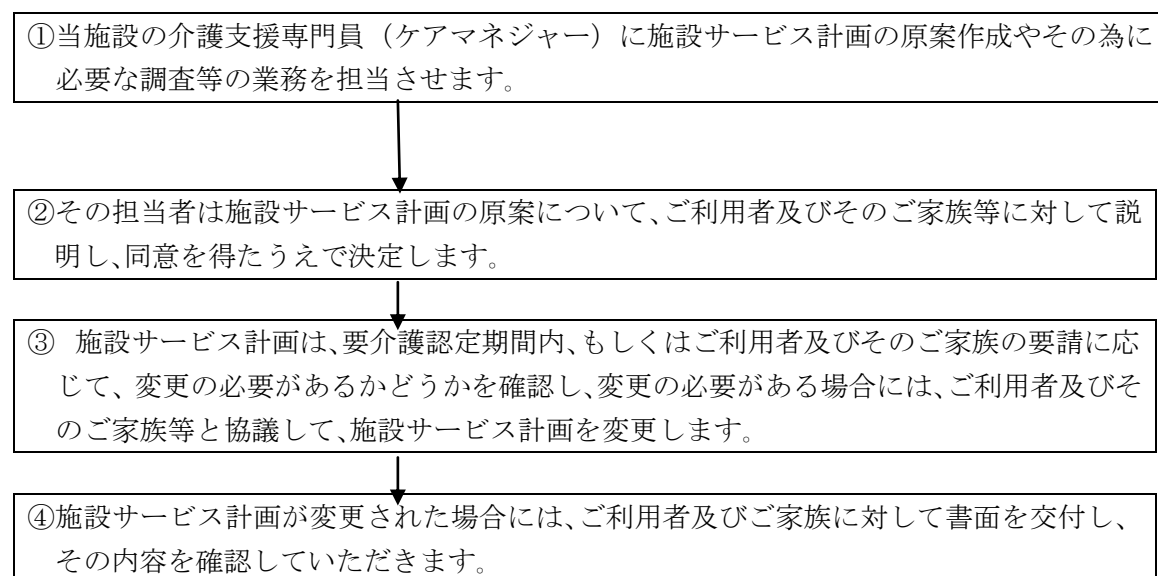 ①当施設の介護支援専門員（ケアマネジャー）に施設サービス計画の原案作成やその為に
必要な調査等の業務を担当させます。
②その担当者は施設サービス計画の原案について、ご利用者及びそのご家族等に対して説
明し、同意を得たうえで決定します。
③ 施設サービス計画は、要介護認定期間内、もしくはご利用者及びそのご家族の要請に応
じて、変更の必要があるかどうかを確認し、変更の必要がある場合には、ご利用者及びそ
のご家族等と協議して、施設サービス計画を変更します。
④施設サービス計画が変更された場合には、ご利用者及びご家族に対して書面を交付し、
その内容を確認していただきます。